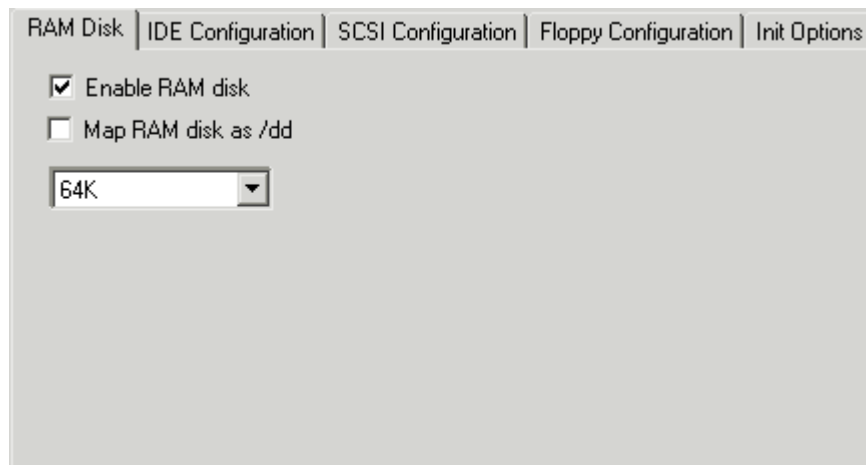 RAM Disk IDE Configuration SCSI Configuration Floppy Configuration Init Options
Enable RAM disk
Map RAM disk as /dd
64K